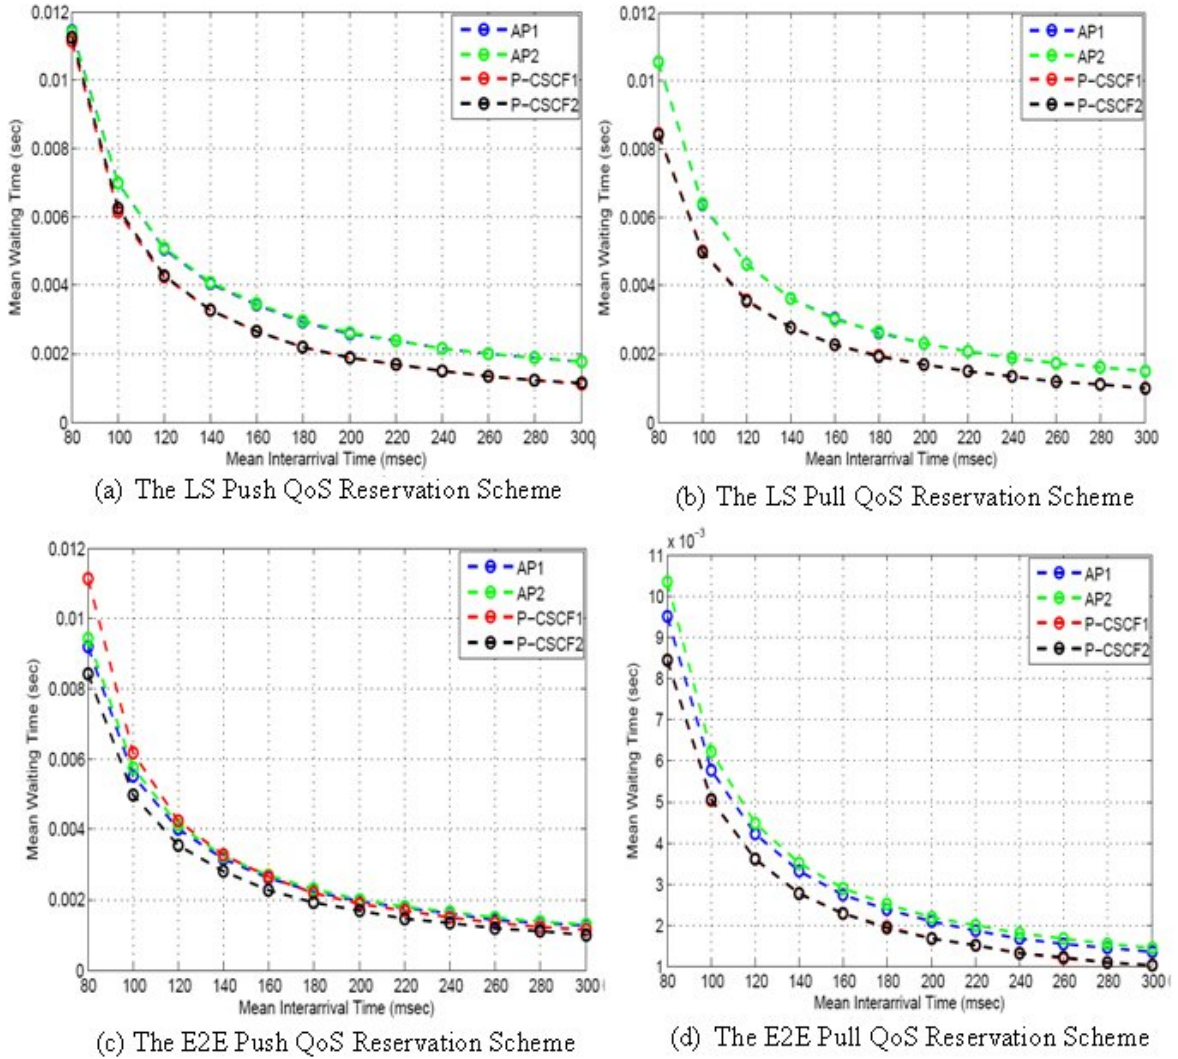 0.012
0.01
0.008
0.006
0.004
0.002
0
Mean Waiting Time (sec)
AP1
AP2
P-CSCF1
P-CSCF2
80 100 120 140 160 180 200 220 240 260 280 300
Mean Interarrival Time (msec)
(a) The LS Push QoS Reservation Scheme
0.012
0.01
0.008
0.006
0.004
0.002
0
Mean Waiting Time (sec)
AP1
AP2
P-CSCF1
P-CSCF2
80 100 120 140 160 180 200 220 240 260 280 300
Mean Interarrival Time (msec)
(b) The LS Pull QoS Reservation Scheme
0.012
0.01
0.008
0.006
0.004
0.002
0
Mean Waiting Time (sec)
AP1
AP2
P-CSCF1
P-CSCF2
80 100 120 140 160 180 200 220 240 260 280 300
Mean Interarrival Time (msec)
(c) The E2E Push QoS Reservation Scheme
x 10⁻³
11
10
9
8
7
6
5
4
3
2
1
Mean Waiting Time (sec)
AP1
AP2
P-CSCF1
P-CSCF2
80 100 120 140 160 180 200 220 240 260 280 300
Mean Interarrival Time (msec)
(d) The E2E Pull QoS Reservation Scheme